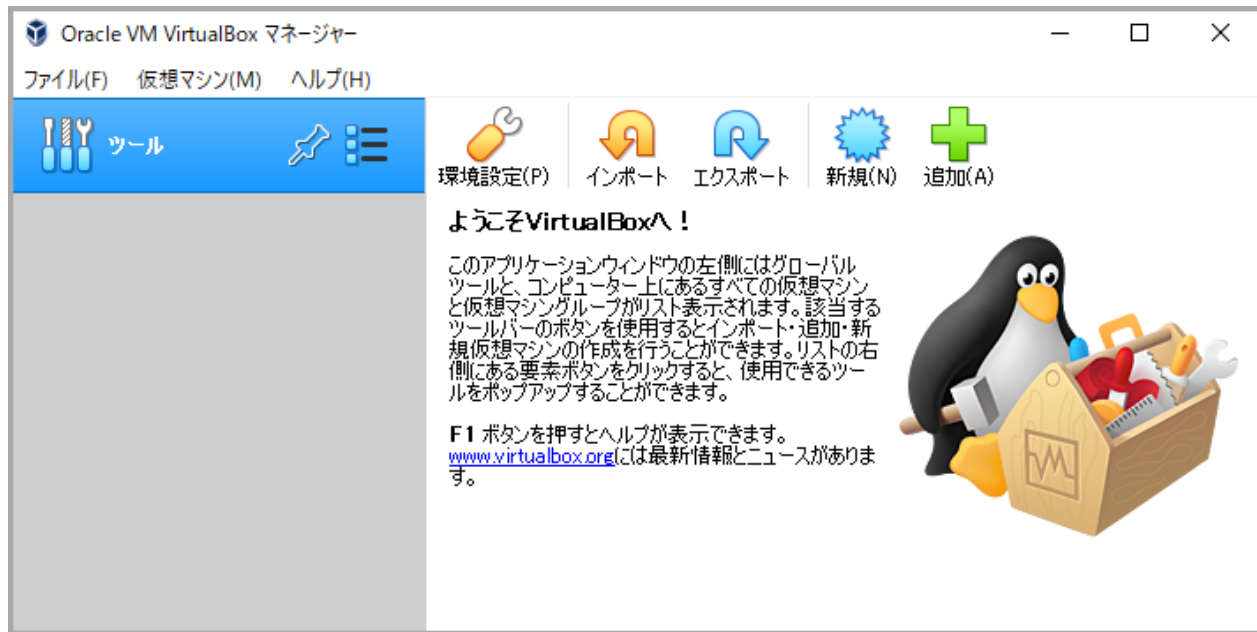 Oracle VM VirtualBox マネージャー
ファイル(F) 仮想マシン(M) ヘルプ(H)
ツール
環境設定(P) インポート エクスポート 新規(N) 追加(A)
ようこそVirtualBoxへ！
このアプリケーションウィンドウの左側にはグローバル
ツールと、コンピューター上にあるすべての仮想マシン
と仮想マシングループがリスト表示されます。該当する
ツールバーのボタンを使用するとインポート・追加・新
規仮想マシンの作成を行うことができます。リストの右
側にある要素ボタンをクリックすると、使用できるツー
ルをポップアップすることができます。
F1 ボタンを押すとヘルプが表示できます。
www.virtualbox.orgには最新情報とニュースがありま
す。